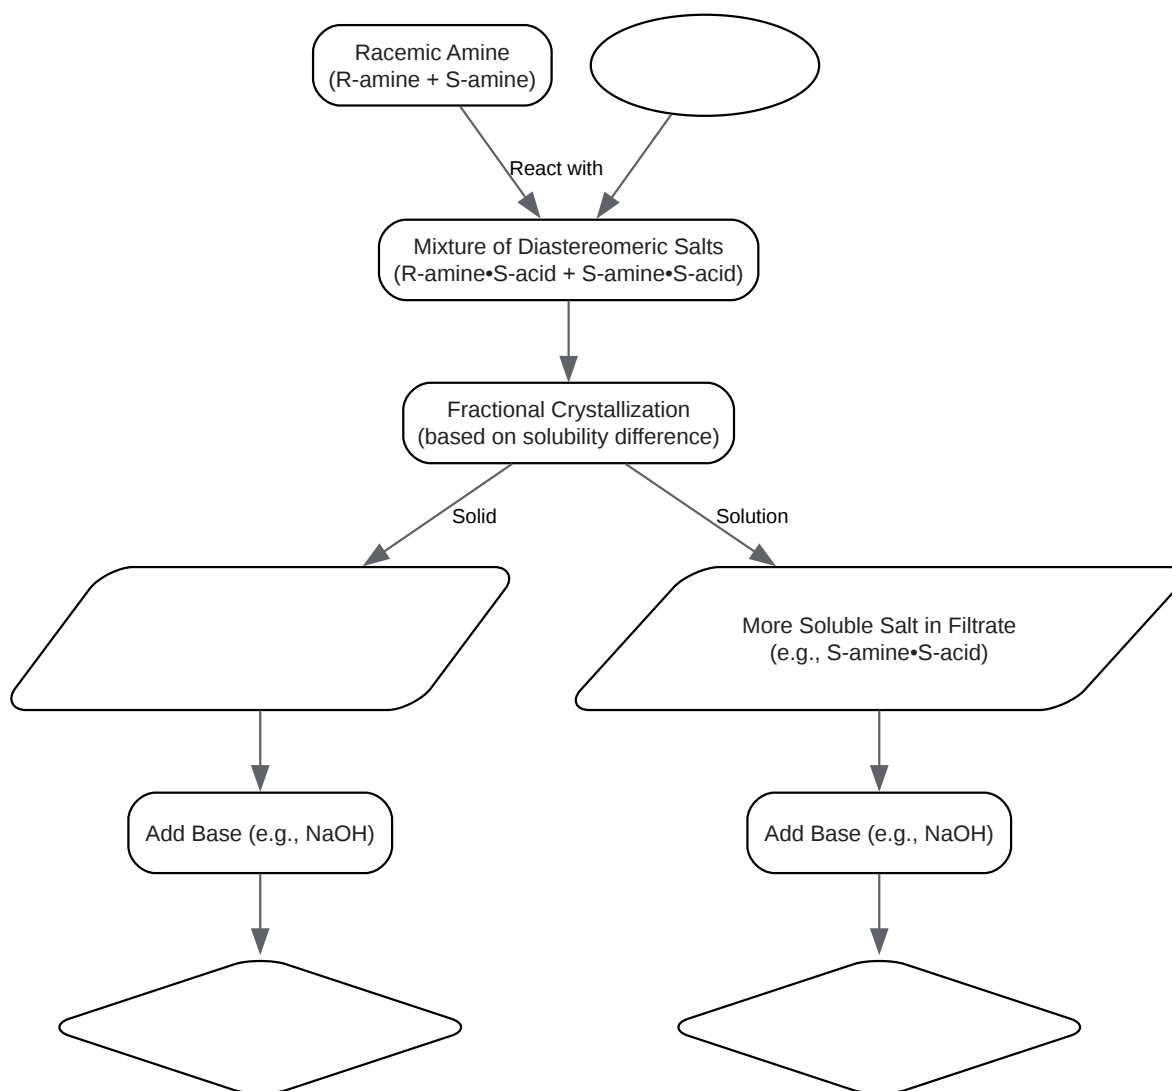 Racemic Amine
(R-amine + S-amine)
React with
Mixture of Diastereomeric Salts
(R-amine•S-acid + S-amine•S-acid)
Fractional Crystallization
(based on solubility difference)
Solid
Solution
More Soluble Salt in Filtrate
(e.g., S-amine•S-acid)
Add Base (e.g., NaOH)
Add Base (e.g., NaOH)